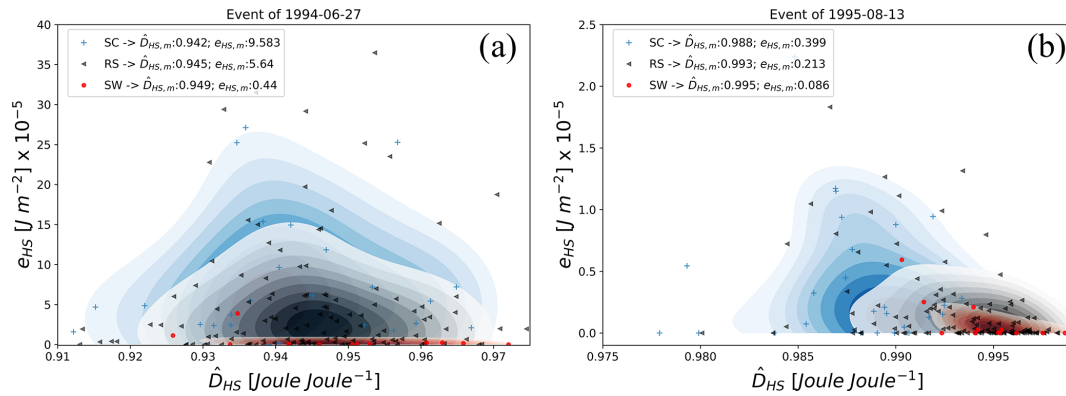 Event of 1994-06-27
(a)
SC -> D̂HS,m:0.942; eHS,m:9.583
RS -> D̂HS,m:0.945; eHS,m:5.64
SW -> D̂HS,m:0.949; eHS,m:0.44
40
35
30
25
20
15
10
5
0
eHS [J m⁻²] x 10⁻⁵
0.91 0.92 0.93 0.94 0.95 0.96 0.97
D̂HS [Joule Joule⁻¹]
Event of 1995-08-13
(b)
SC -> D̂HS,m:0.988; eHS,m:0.399
RS -> D̂HS,m:0.993; eHS,m:0.213
SW -> D̂HS,m:0.995; eHS,m:0.086
2.5
2.0
1.5
1.0
0.5
0.0
eHS [J m⁻²] x 10⁻⁵
0.975 0.980 0.985 0.990 0.995
D̂HS [Joule Joule⁻¹]